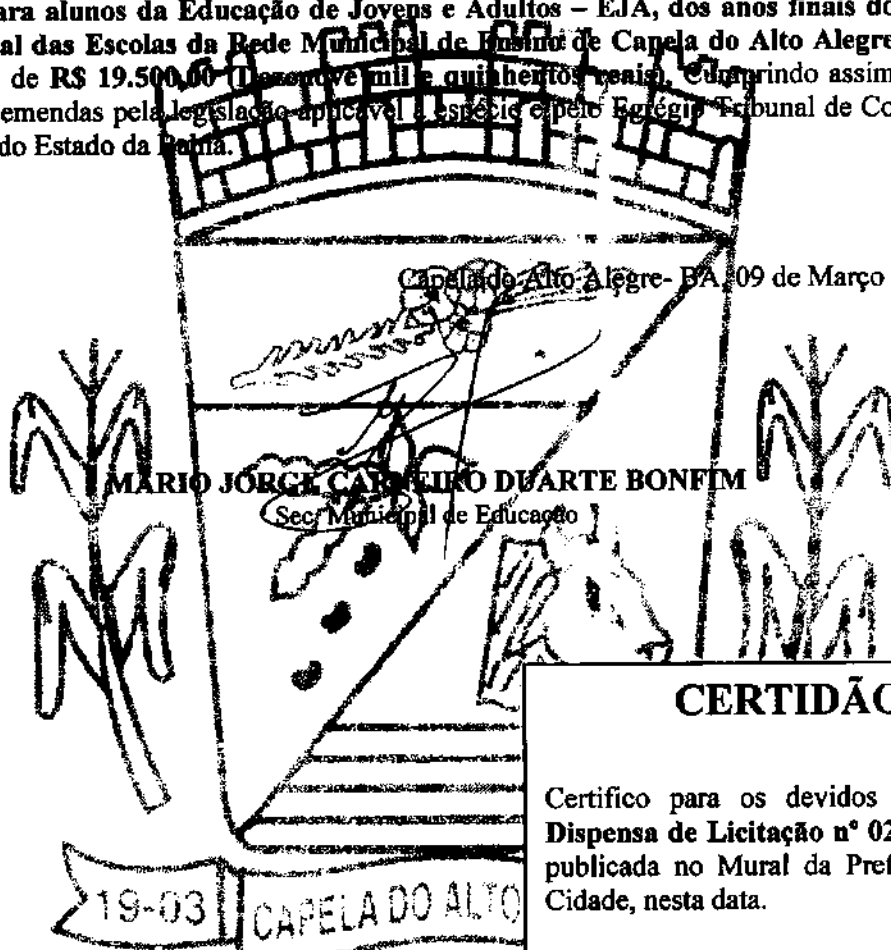 ara alunos da Educação de Jovens e Adultos – EJA, dos anos finais do
al das Escolas da Rede Municipal de Ensino de Capela do Alto Alegre
de R$ 19.500,00 (Dezenove mil e quinhentos reais). Cumprindo assim
emendas pela legislação aplicável à espécie e pelo Egrégio Tribunal de Co
do Estado da Bahia.
Capela do Alto Alegre- BA, 09 de Março
MARIO JORGE CARNEIRO DUARTE BONFIM
Sec. Municipal de Educação
CERTIDÃO
Certifico para os devidos
Dispensa de Licitação nº 02
publicada no Mural da Pref
Cidade, nesta data.
19-03
CAPELA DO ALTO